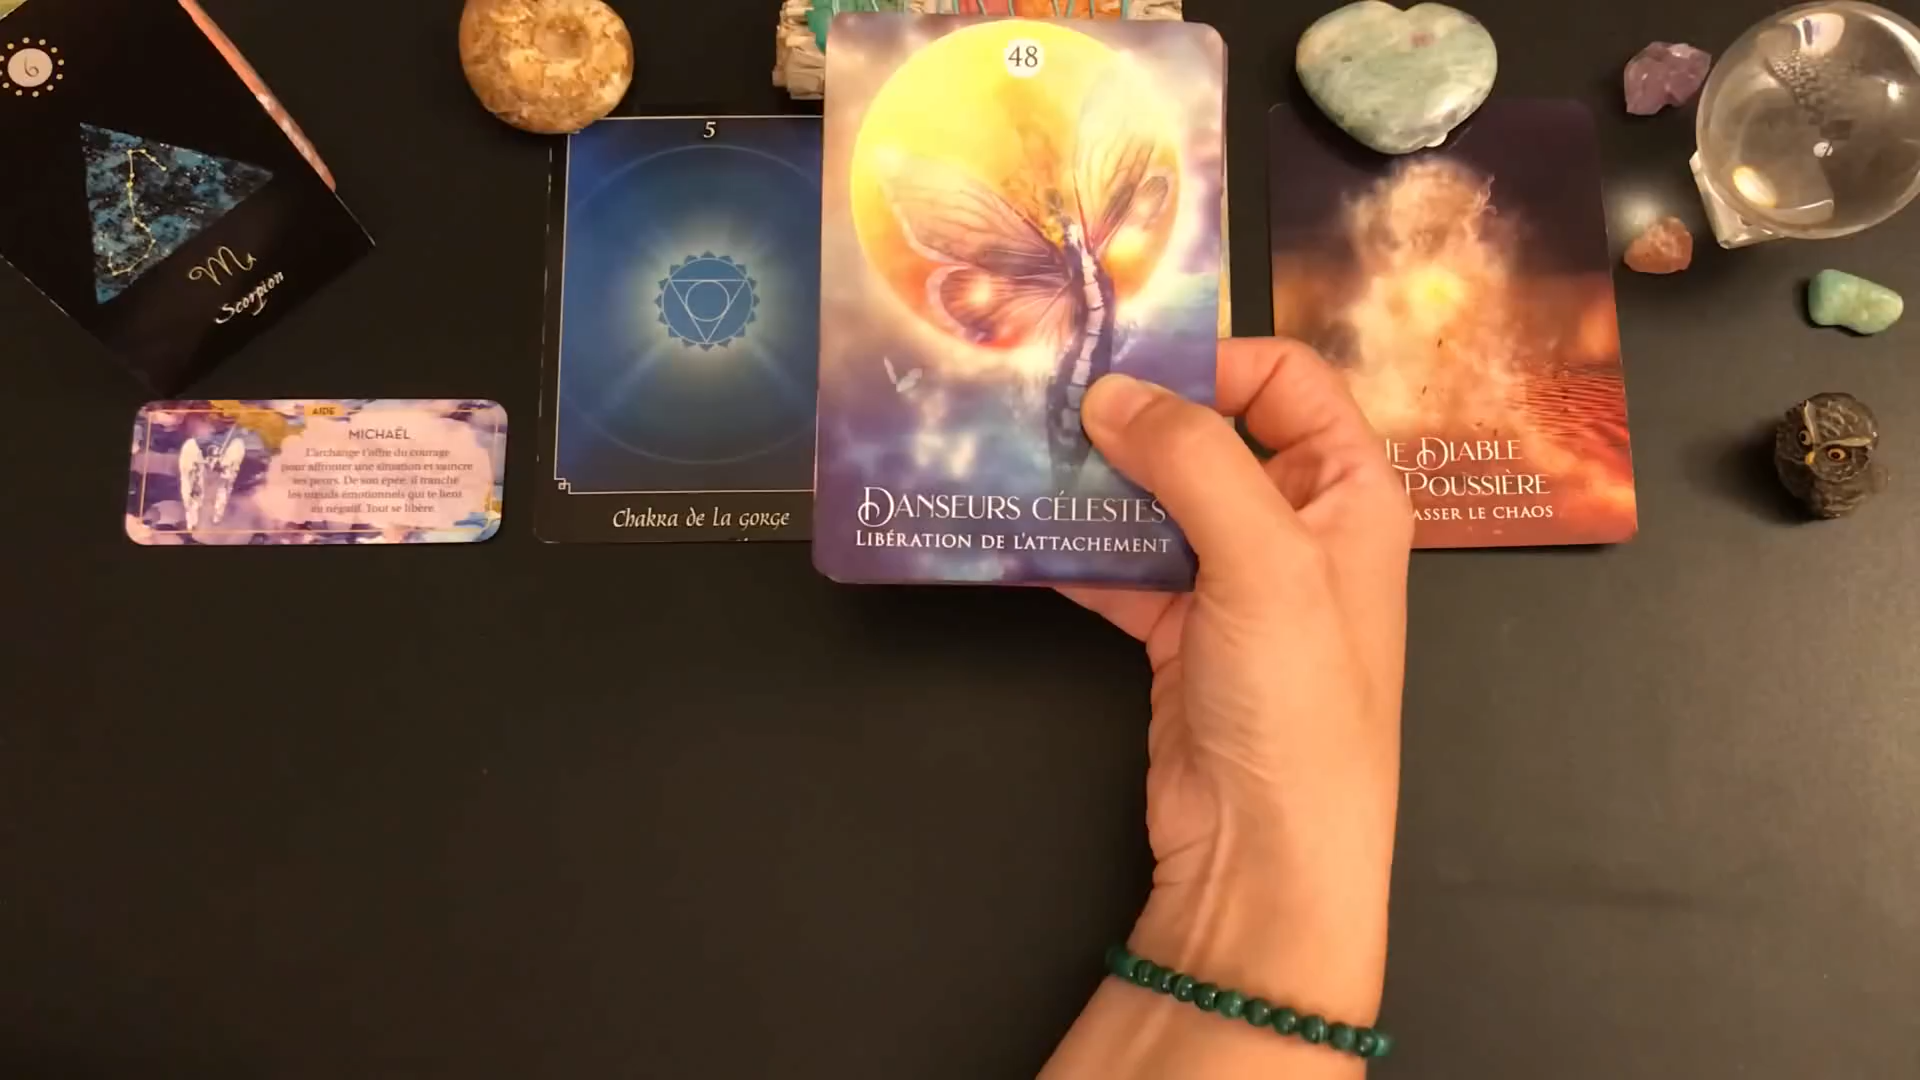 6
Scorpion
AIDE
MICHAËL
L'archange t'offre du courage
pour affronter une situation et vaincre
tes peurs. De son épée, il tranche
les nœuds émotionnels qui te lient
au négatif. Tout se libère.
5
Chakra de la gorge
48
DANSEURS CÉLESTES
LIBÉRATION DE L'ATTACHEMENT
LE DIABLE
POUSSIÈRE
ASSER LE CHAOS